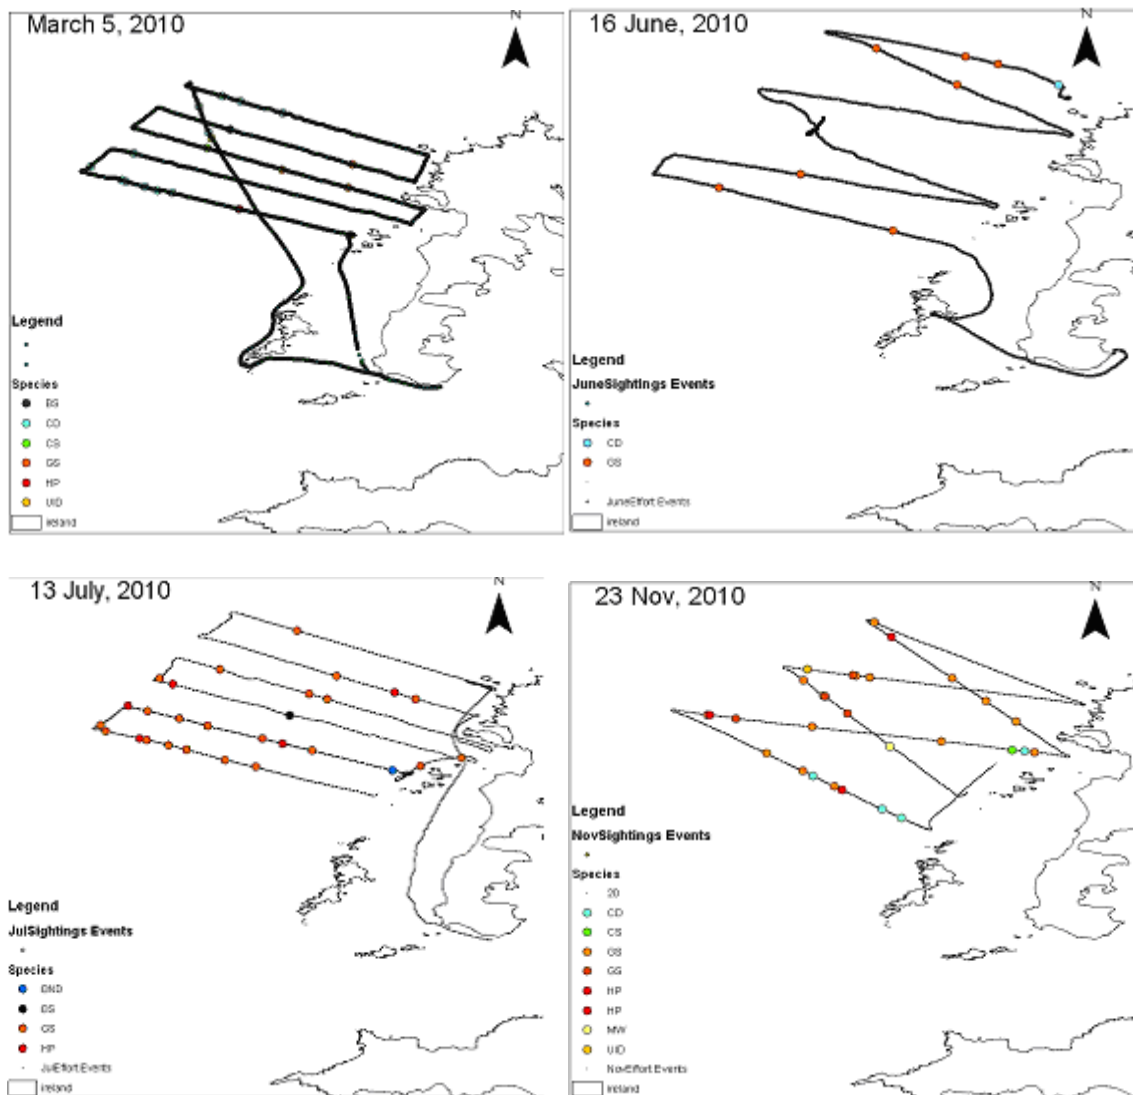 March 5, 2010
N
Legend
Species
BS
CD
CS
GS
HP
UID
ireland
16 June, 2010
N
Legend
JuneSightings Events
Species
CD
GS
JuneEffort Events
ireland
13 July, 2010
N
Legend
JulSightings Events
Species
BND
BS
GS
HP
JulEffort Events
ireland
23 Nov, 2010
N
Legend
NovSightings Events
Species
20
CD
CS
GS
GS
HP
HP
MW
UID
NovEffort Events
ireland